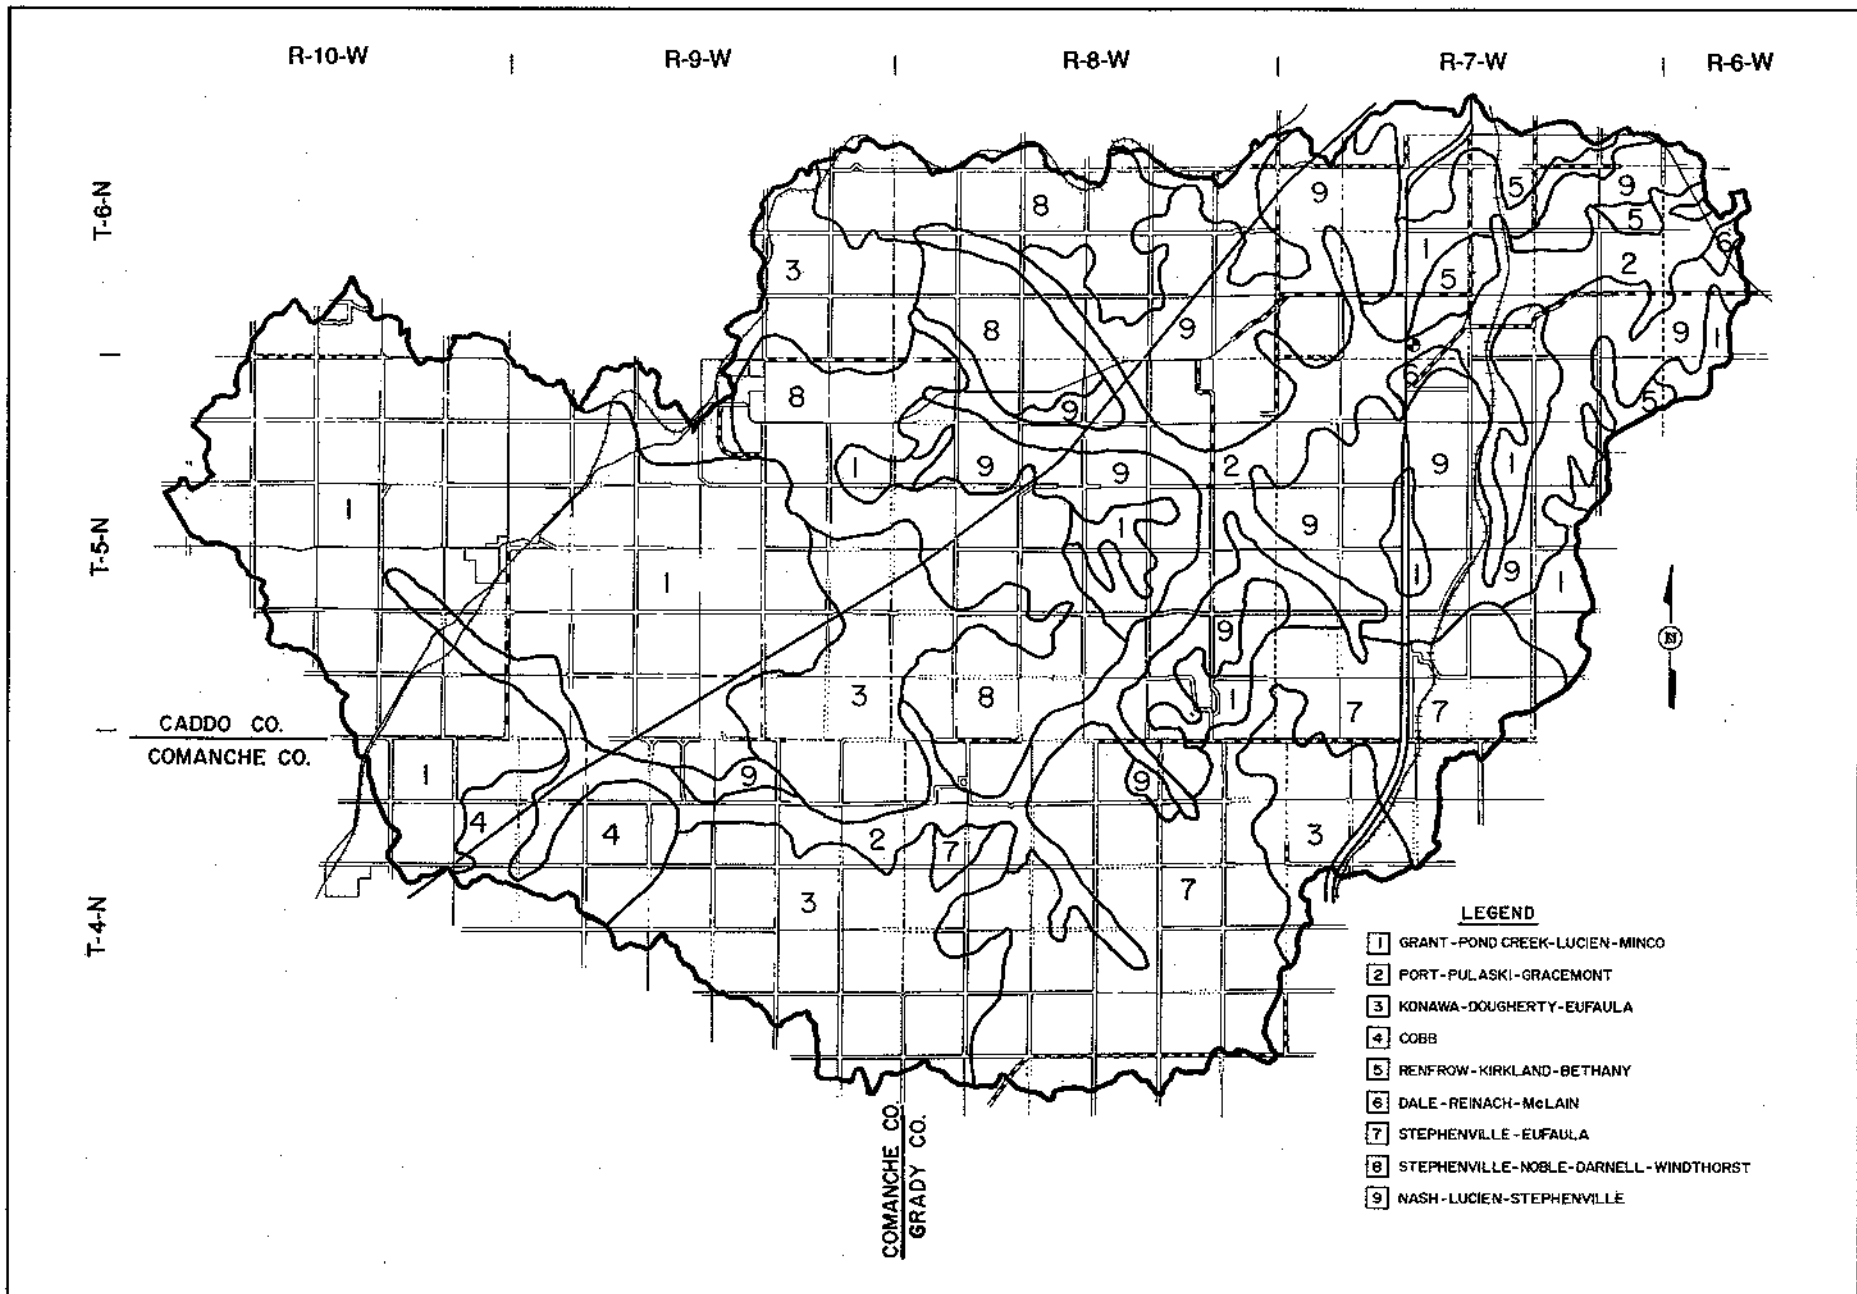 R-10-W | R-9-W | R-8-W | R-7-W | R-6-W
T-6-N
T-5-N
T-4-N
9
5
9
8
5
6
3
1
2
5
8
9
9
1
6
8
9
5
1
9
9
2
9
1
1
1
9
1
1
9
1
9
3
8
1
7
7
1
9
9
4
4
2
7
3
3
7
CADDO CO.
COMANCHE CO.
N
COMANCHE CO.
GRADY CO.
LEGEND
1 GRANT-POND CREEK-LUCIEN-MINCO
2 PORT-PULASKI-GRACEMONT
3 KONAWA-DOUGHERTY-EUFAULA
4 COBB
5 RENFROW-KIRKLAND-BETHANY
6 DALE-REINACH-McLAIN
7 STEPHENVILLE-EUFAULA
8 STEPHENVILLE-NOBLE-DARNELL-WINDTHORST
9 NASH-LUCIEN-STEPHENVILLE